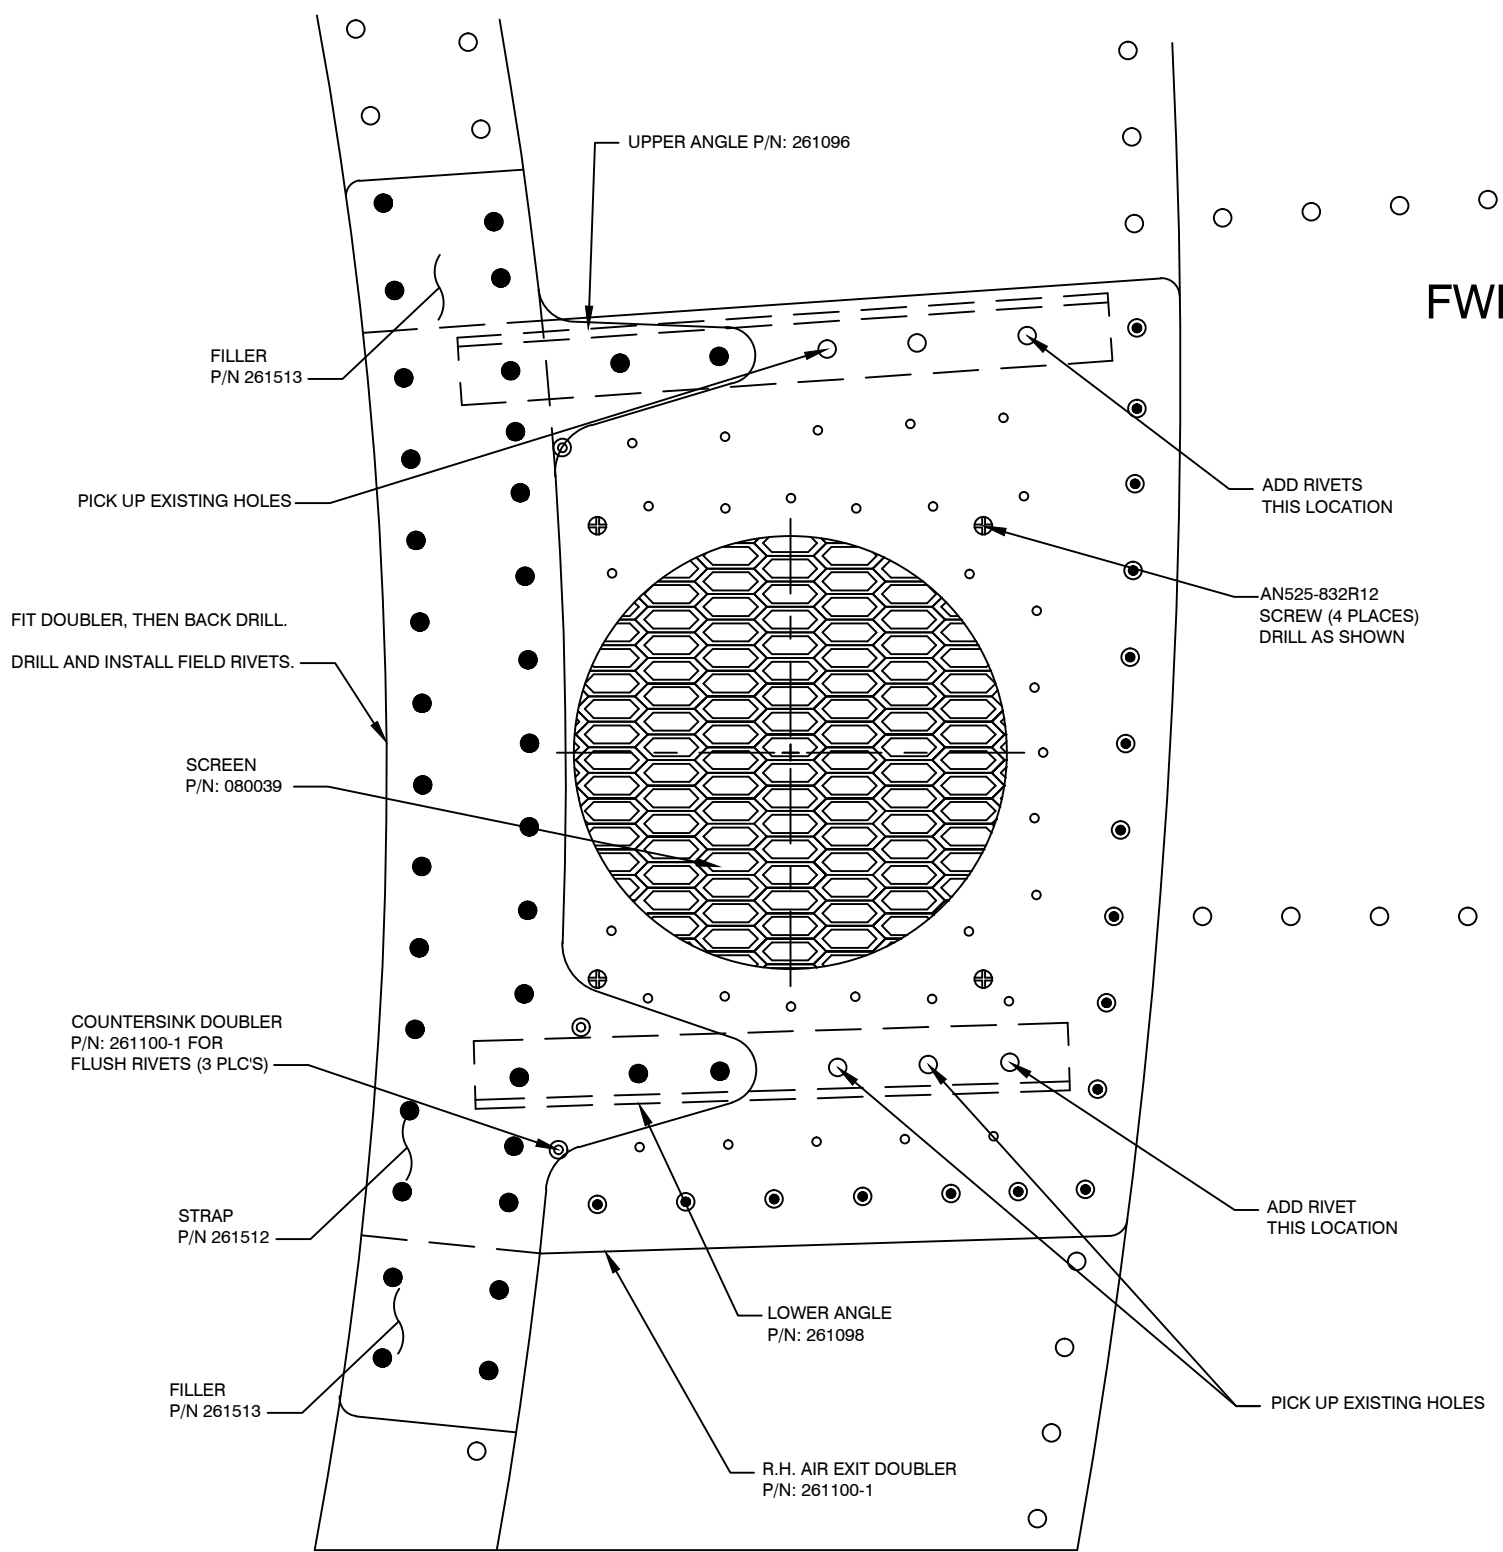 UPPER ANGLE P/N: 261096
FWI
FILLER
P/N 261513
PICK UP EXISTING HOLES
ADD RIVETS
THIS LOCATION
AN525-832R12
SCREW (4 PLACES)
DRILL AS SHOWN
FIT DOUBLER, THEN BACK DRILL.
DRILL AND INSTALL FIELD RIVETS.
SCREEN
P/N: 080039
COUNTERSINK DOUBLER
P/N: 261100-1 FOR
FLUSH RIVETS (3 PLC'S)
STRAP
P/N 261512
ADD RIVET
THIS LOCATION
LOWER ANGLE
P/N: 261098
FILLER
P/N 261513
PICK UP EXISTING HOLES
R.H. AIR EXIT DOUBLER
P/N: 261100-1